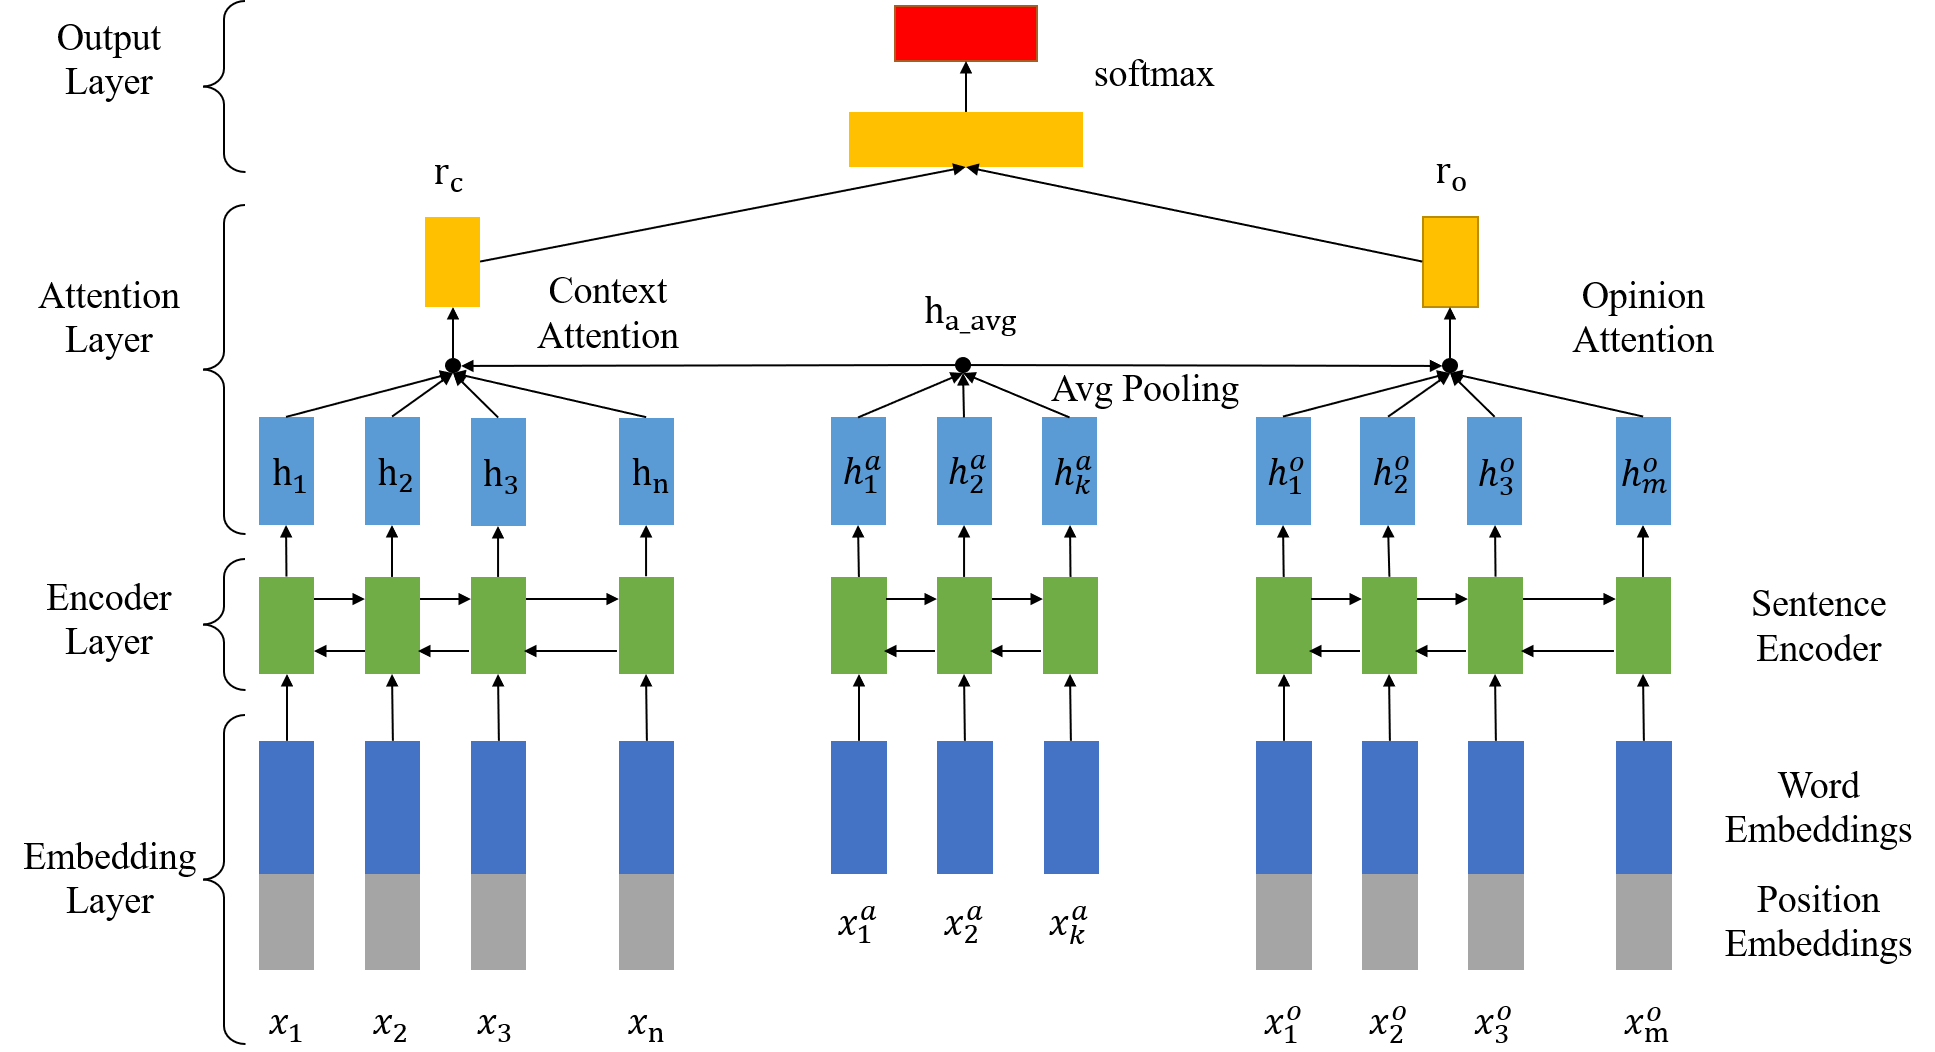 Output
Layer
softmax
r_c
r_o
Attention
Layer
Context
Attention
h_{a_avg}
Opinion
Attention
Avg Pooling
h_1 h_2 h_3 h_n h_1^a h_2^a h_k^a h_1^o h_2^o h_3^o h_m^o
Encoder
Layer
Sentence
Encoder
Word
Embeddings
Embedding
Layer
Position
Embeddings
x_1^a x_2^a x_k^a
x_1 x_2 x_3 x_n x_1^o x_2^o x_3^o x_m^o